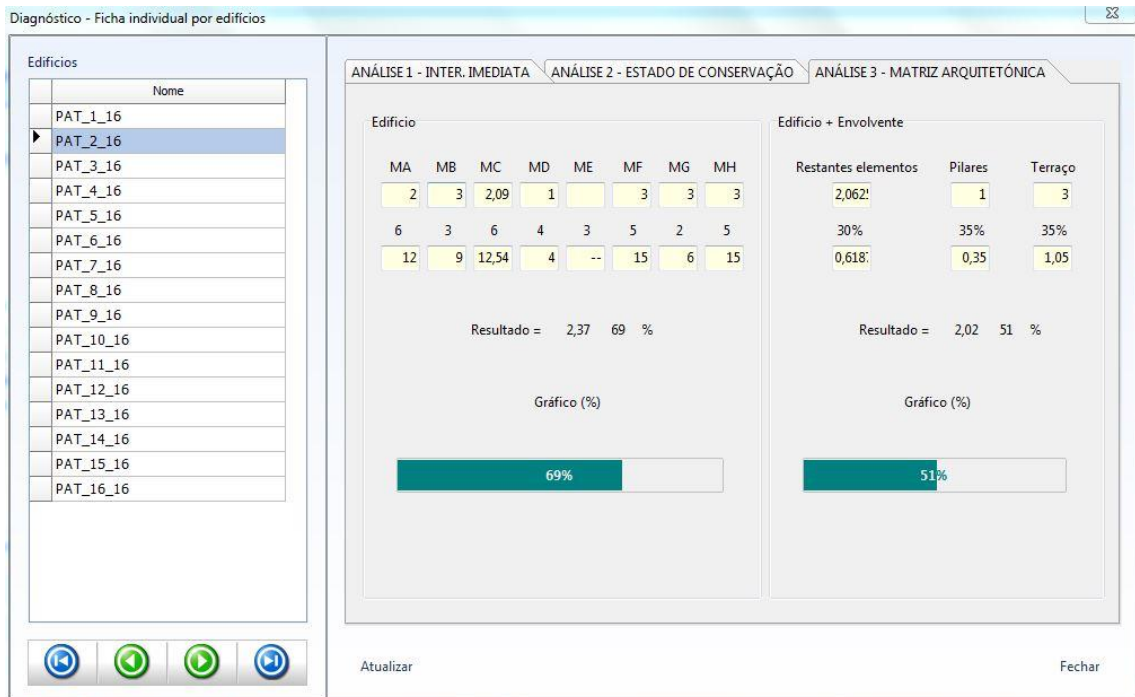 Diagnóstico - Ficha individual por edifícios
Edificios
Nome
PAT_1_16
PAT_2_16
PAT_3_16
PAT_4_16
PAT_5_16
PAT_6_16
PAT_7_16
PAT_8_16
PAT_9_16
PAT_10_16
PAT_11_16
PAT_12_16
PAT_13_16
PAT_14_16
PAT_15_16
PAT_16_16
ANÁLISE 1 - INTER. IMEDIATA ANÁLISE 2 - ESTADO DE CONSERVAÇÃO ANÁLISE 3 - MATRIZ ARQUITETÓNICA
Edificio
MA MB MC MD ME MF MG MH
2 3 2,09 1 3 3 3
6 3 6 4 3 5 2 5
12 9 12,54 4 -- 15 6 15
Resultado = 2,37 69 %
Gráfico (%)
69%
Edificio + Envolvente
Restantes elementos Pilares Terraço
2,062 1 3
30% 35% 35%
0,618 0,35 1,05
Resultado = 2,02 51 %
Gráfico (%)
51%
Atualizar Fechar